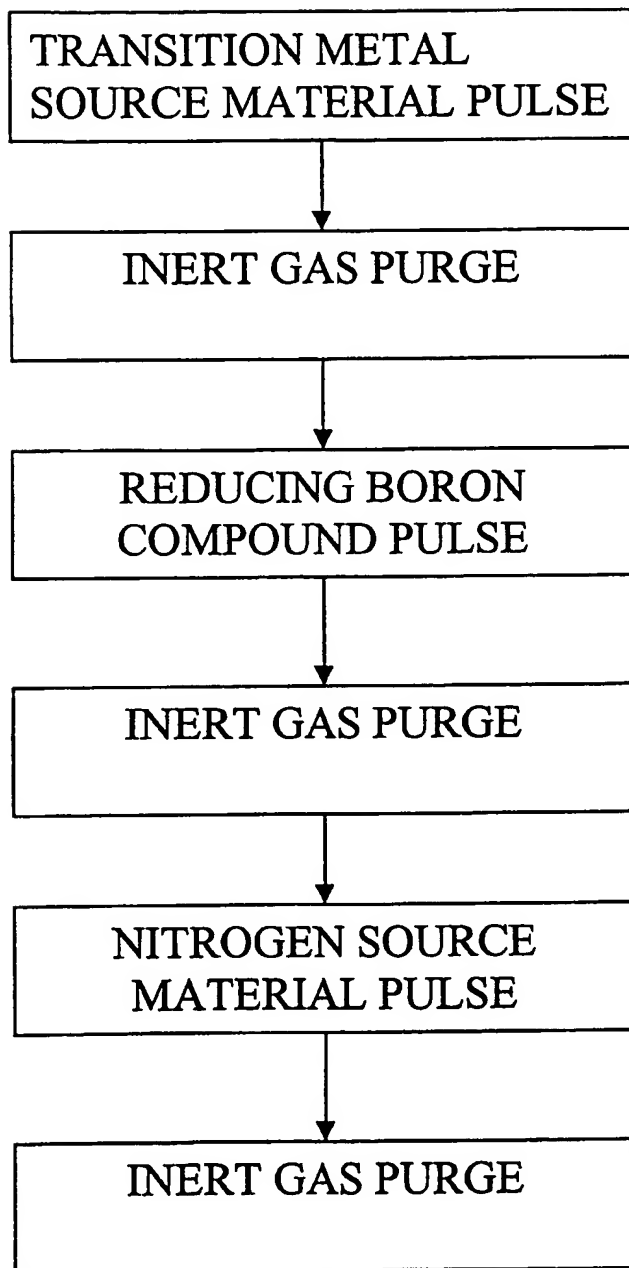 TRANSITION METAL
SOURCE MATERIAL PULSE
INERT GAS PURGE
REDUCING BORON
COMPOUND PULSE
INERT GAS PURGE
NITROGEN SOURCE
MATERIAL PULSE
INERT GAS PURGE